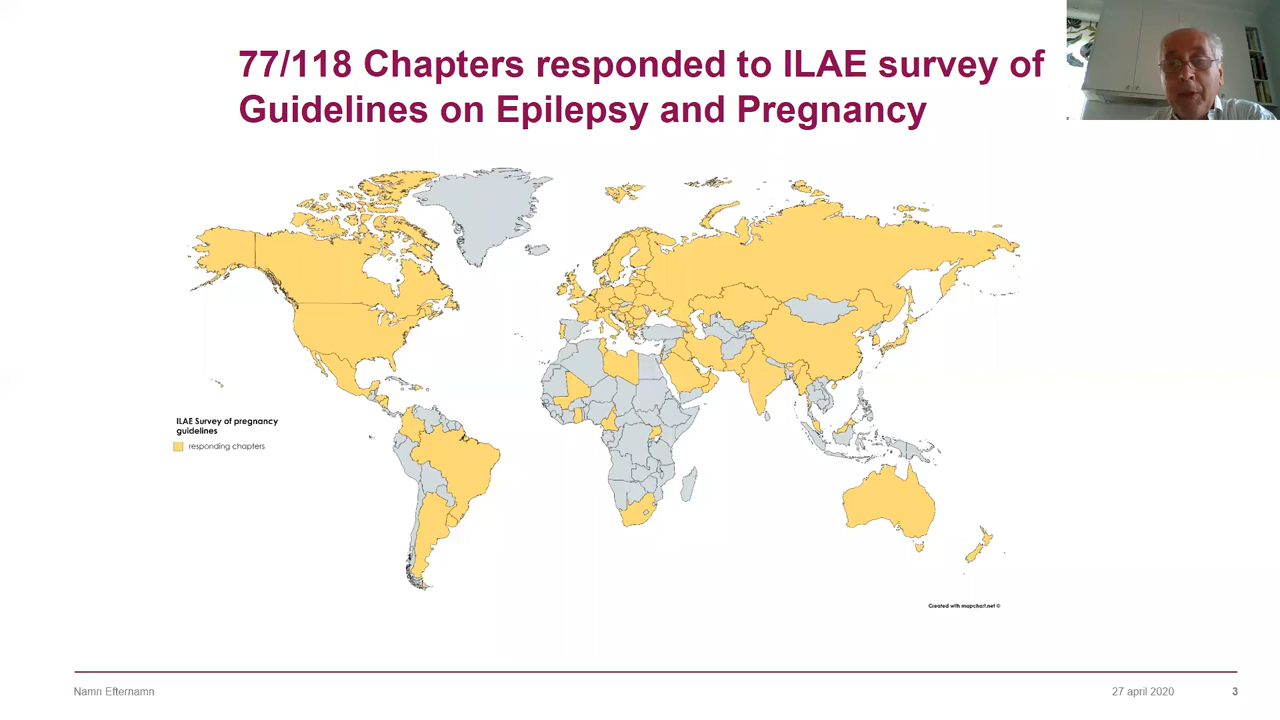 77/118 Chapters responded to ILAE survey of
Guidelines on Epilepsy and Pregnancy
ILAE Survey of pregnancy
guidelines
responding chapters
Created with mapchart.net ©
Namn Efternamn
27 april 2020
3